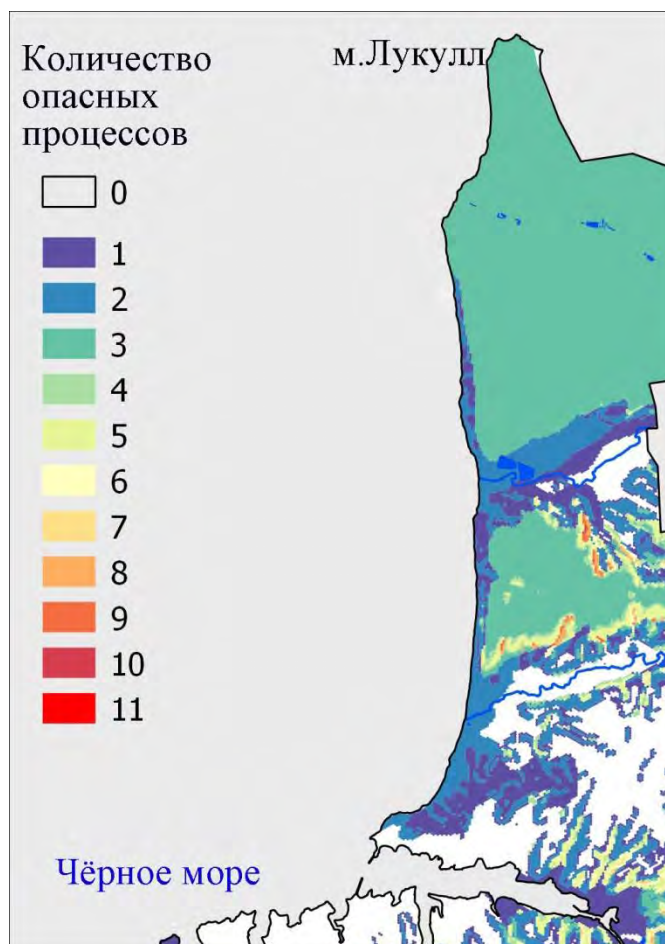 Количество
опасных
процессов
м.Лукулл
0
1
2
3
4
5
6
7
8
9
10
11
Чёрное море